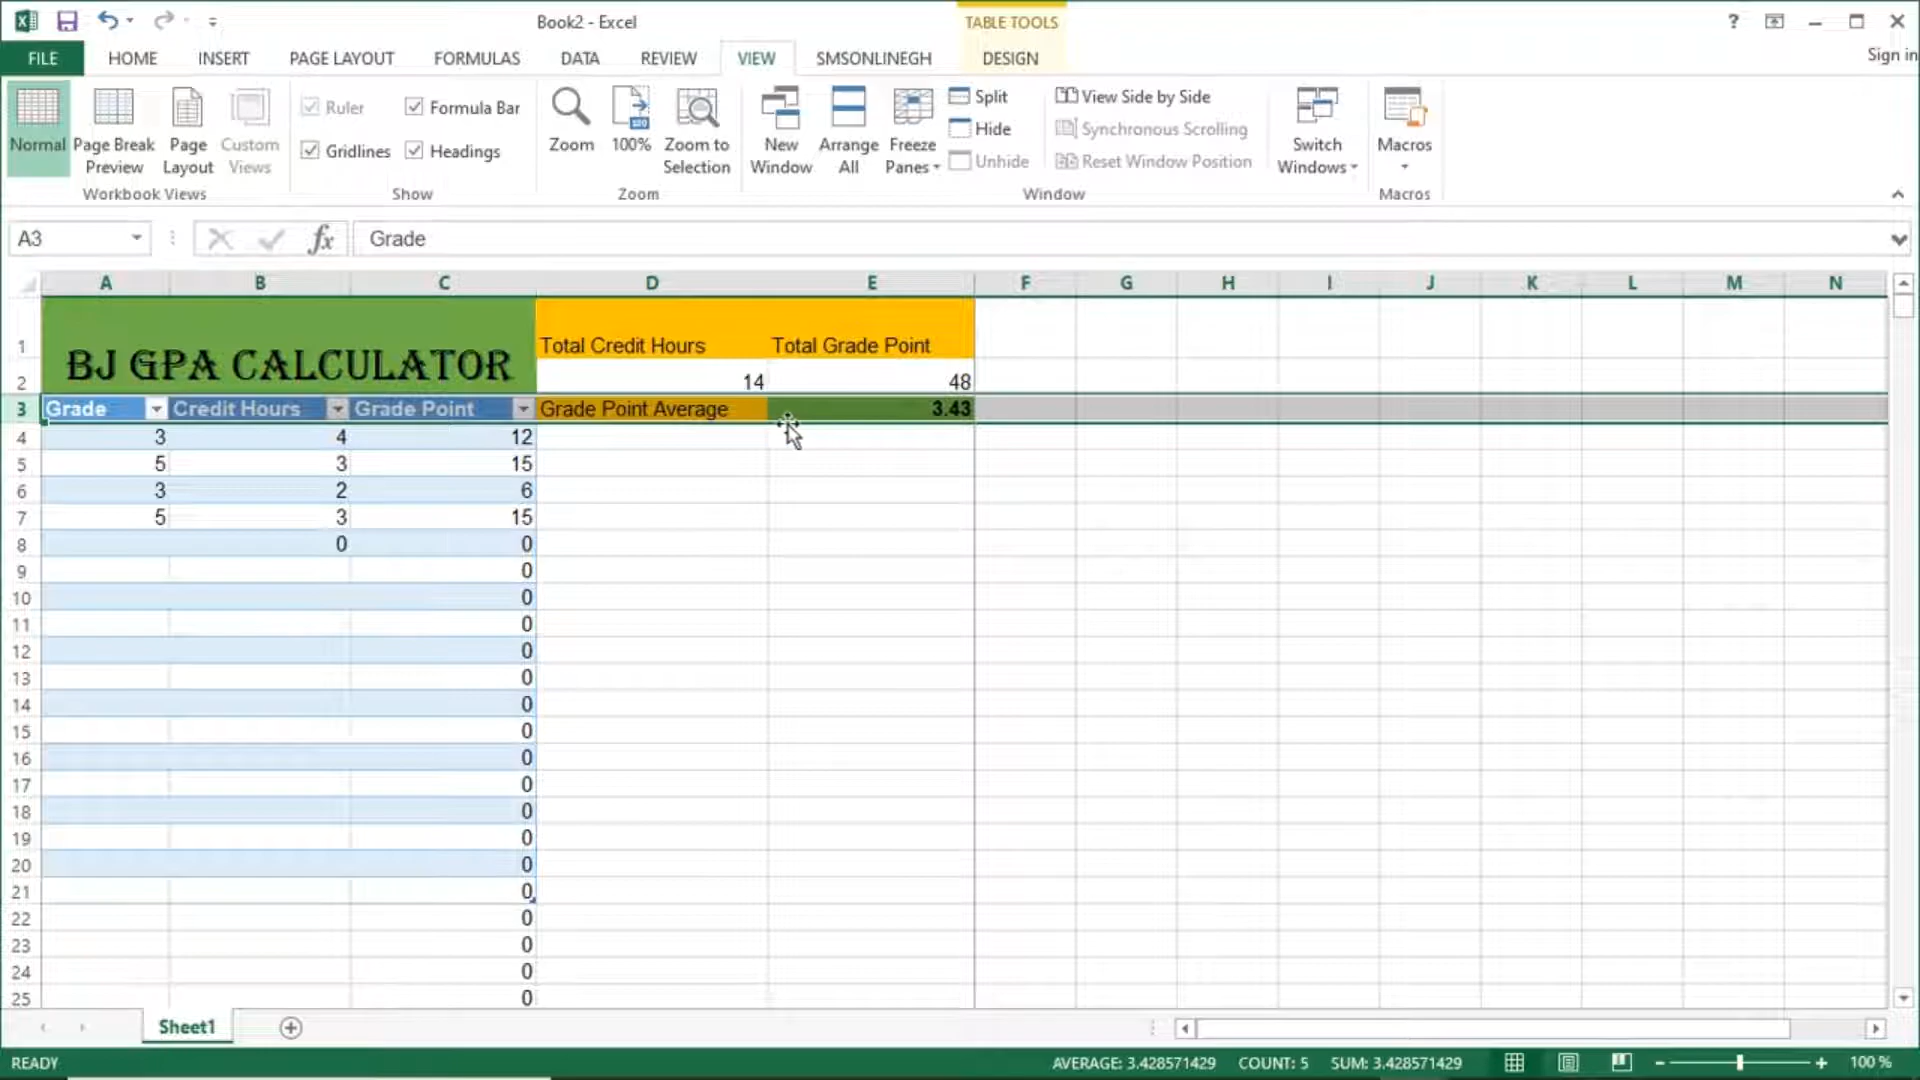 Book2 - Excel
TABLE TOOLS
?
Sign in
FILE HOME INSERT PAGE LAYOUT FORMULAS DATA REVIEW VIEW SMSONLINEGH DESIGN
Normal
Page Break Preview
Page Layout
Custom Views
Workbook Views
Ruler
Formula Bar
Gridlines
Headings
Show
Zoom
100%
Zoom to Selection
Zoom
New Window
Arrange All
Freeze Panes
Split
Hide
Unhide
View Side by Side
Synchronous Scrolling
Reset Window Position
Window
Switch Windows
Macros
Macros
A3 fx Grade
A B C D E F G H I J K L M N
1 Total Credit Hours Total Grade Point
BJ GPA CALCULATOR
2 14 48
3 Grade Credit Hours Grade Point Grade Point Average 3.43
4 3 4 12
5 5 3 15
6 3 2 6
7 5 3 15
8 0 0
9 0
10 0
11 0
12 0
13 0
14 0
15 0
16 0
17 0
18 0
19 0
20 0
21 0
22 0
23 0
24 0
25 0
Sheet1
READY AVERAGE: 3.428571429 COUNT: 5 SUM: 3.428571429 100 %